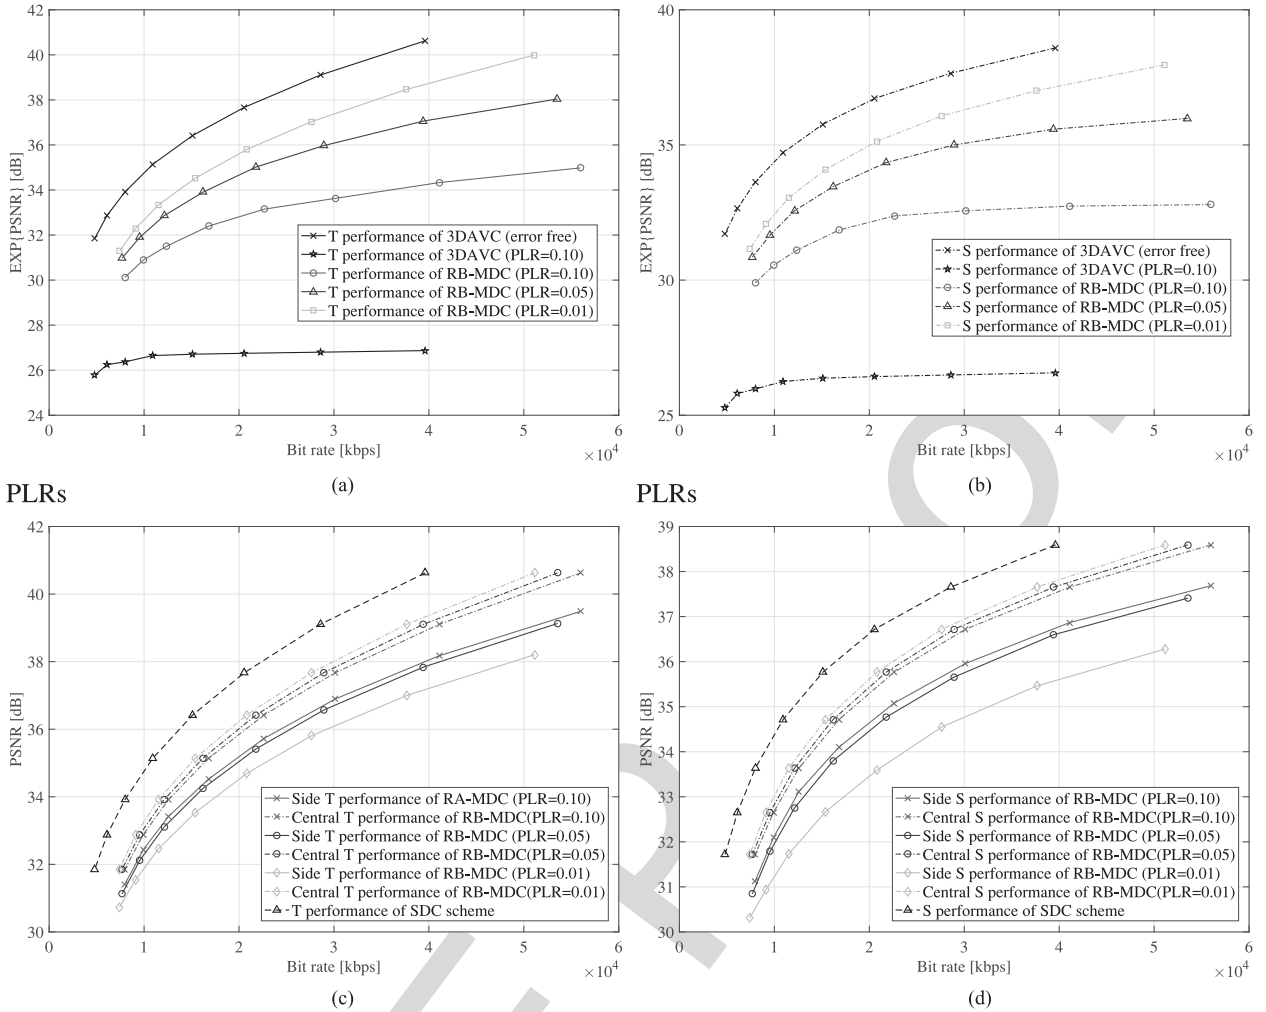 42
40
38
36
34
32
30
28
26
24
EXP{PSNR} [dB]
T performance of 3DAVC (error free)
T performance of 3DAVC (PLR=0.10)
T performance of RB-MDC (PLR=0.10)
T performance of RB-MDC (PLR=0.05)
T performance of RB-MDC (PLR=0.01)
0 1 2 3 4 5 6
Bit rate [kbps]
×10⁴
(a)
40
35
30
25
EXP{PSNR} [dB]
S performance of 3DAVC (error free)
S performance of 3DAVC (PLR=0.10)
S performance of RB-MDC (PLR=0.10)
S performance of RB-MDC (PLR=0.05)
S performance of RB-MDC (PLR=0.01)
0 1 2 3 4 5 6
Bit rate [kbps]
×10⁴
(b)
PLRs
PLRs
42
40
38
36
34
32
30
PSNR [dB]
Side T performance of RA-MDC (PLR=0.10)
Central T performance of RB-MDC(PLR=0.10)
Side T performance of RB-MDC (PLR=0.05)
Central T performance of RB-MDC(PLR=0.05)
Side T performance of RB-MDC (PLR=0.01)
Central T performance of RB-MDC(PLR=0.01)
T performance of SDC scheme
0 1 2 3 4 5 6
Bit rate [kbps]
×10⁴
(c)
39
38
37
36
35
34
33
32
31
30
PSNR [dB]
Side S performance of RB-MDC (PLR=0.10)
Central S performance of RB-MDC(PLR=0.10)
Side S performance of RB-MDC (PLR=0.05)
Central S performance of RB-MDC(PLR=0.05)
Side S performance of RB-MDC (PLR=0.01)
Central S performance of RB-MDC(PLR=0.01)
S performance of SDC scheme
0 1 2 3 4 5 6
Bit rate [kbps]
×10⁴
(d)